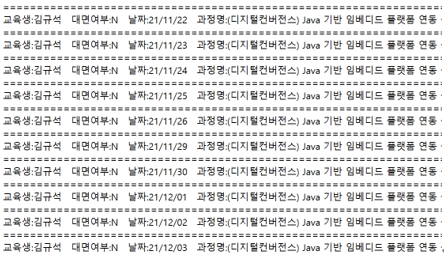 ==================================================
교육생:김규석 대면여부:N 날짜:21/11/22 과정명:(디지털컨버전스) Java 기반 임베디드 플랫폼 연동
==================================================
교육생:김규석 대면여부:N 날짜:21/11/23 과정명:(디지털컨버전스) Java 기반 임베디드 플랫폼 연동
==================================================
교육생:김규석 대면여부:N 날짜:21/11/24 과정명:(디지털컨버전스) Java 기반 임베디드 플랫폼 연동
==================================================
교육생:김규석 대면여부:N 날짜:21/11/25 과정명:(디지털컨버전스) Java 기반 임베디드 플랫폼 연동
==================================================
교육생:김규석 대면여부:N 날짜:21/11/26 과정명:(디지털컨버전스) Java 기반 임베디드 플랫폼 연동
==================================================
교육생:김규석 대면여부:N 날짜:21/11/29 과정명:(디지털컨버전스) Java 기반 임베디드 플랫폼 연동
==================================================
교육생:김규석 대면여부:N 날짜:21/11/30 과정명:(디지털컨버전스) Java 기반 임베디드 플랫폼 연동
==================================================
교육생:김규석 대면여부:N 날짜:21/12/01 과정명:(디지털컨버전스) Java 기반 임베디드 플랫폼 연동
==================================================
교육생:김규석 대면여부:N 날짜:21/12/02 과정명:(디지털컨버전스) Java 기반 임베디드 플랫폼 연동
==================================================
교육생:김규석 대면여부:N 날짜:21/12/03 과정명:(디지털컨버전스) Java 기반 임베디드 플랫폼 연동